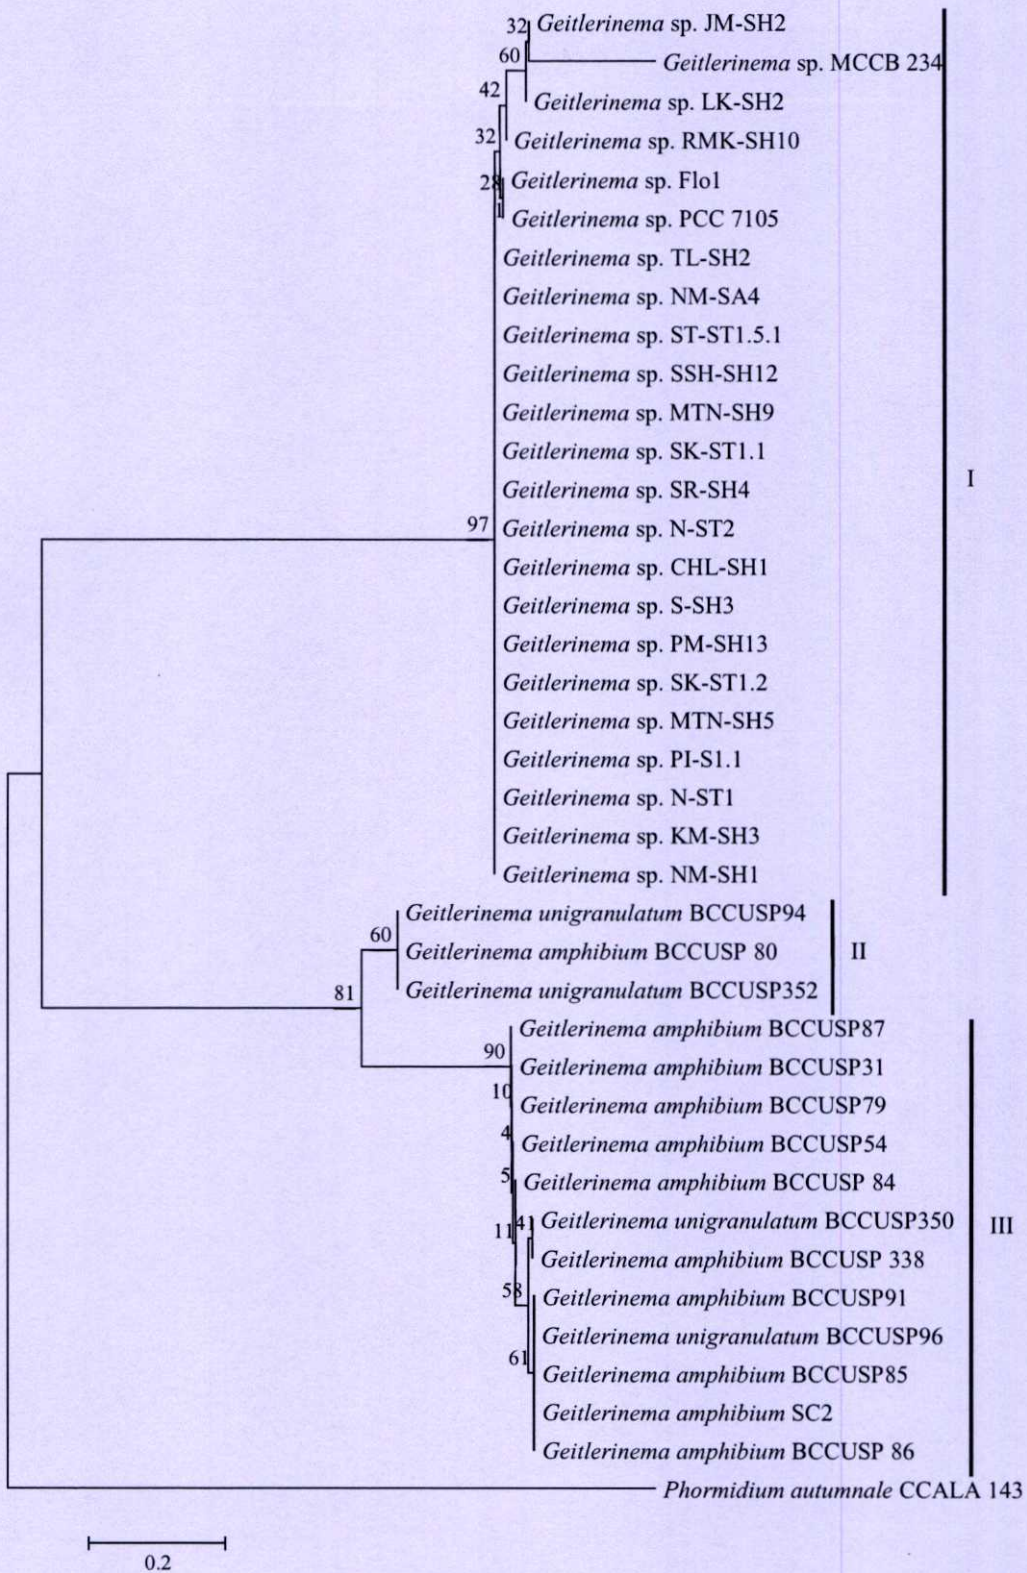 32 Geitlerinema sp. JM-SH2
60 Geitlerinema sp. MCCB 234
42 Geitlerinema sp. LK-SH2
32 Geitlerinema sp. RMK-SH10
28 Geitlerinema sp. Flo1
Geitlerinema sp. PCC 7105
Geitlerinema sp. TL-SH2
Geitlerinema sp. NM-SA4
Geitlerinema sp. ST-ST1.5.1
Geitlerinema sp. SSH-SH12
Geitlerinema sp. MTN-SH9
Geitlerinema sp. SK-ST1.1
I
Geitlerinema sp. SR-SH4
97 Geitlerinema sp. N-ST2
Geitlerinema sp. CHL-SH1
Geitlerinema sp. S-SH3
Geitlerinema sp. PM-SH13
Geitlerinema sp. SK-ST1.2
Geitlerinema sp. MTN-SH5
Geitlerinema sp. PI-S1.1
Geitlerinema sp. N-ST1
Geitlerinema sp. KM-SH3
Geitlerinema sp. NM-SH1
Geitlerinema unigranulatum BCCUSP94
60 Geitlerinema amphibium BCCUSP 80 II
81 Geitlerinema unigranulatum BCCUSP352
Geitlerinema amphibium BCCUSP87
90 Geitlerinema amphibium BCCUSP31
10 Geitlerinema amphibium BCCUSP79
4 Geitlerinema amphibium BCCUSP54
5 Geitlerinema amphibium BCCUSP 84
11 41 Geitlerinema unigranulatum BCCUSP350 III
Geitlerinema amphibium BCCUSP 338
58 Geitlerinema amphibium BCCUSP91
Geitlerinema unigranulatum BCCUSP96
61 Geitlerinema amphibium BCCUSP85
Geitlerinema amphibium SC2
Geitlerinema amphibium BCCUSP 86
Phormidium autumnale CCALA 143
0.2